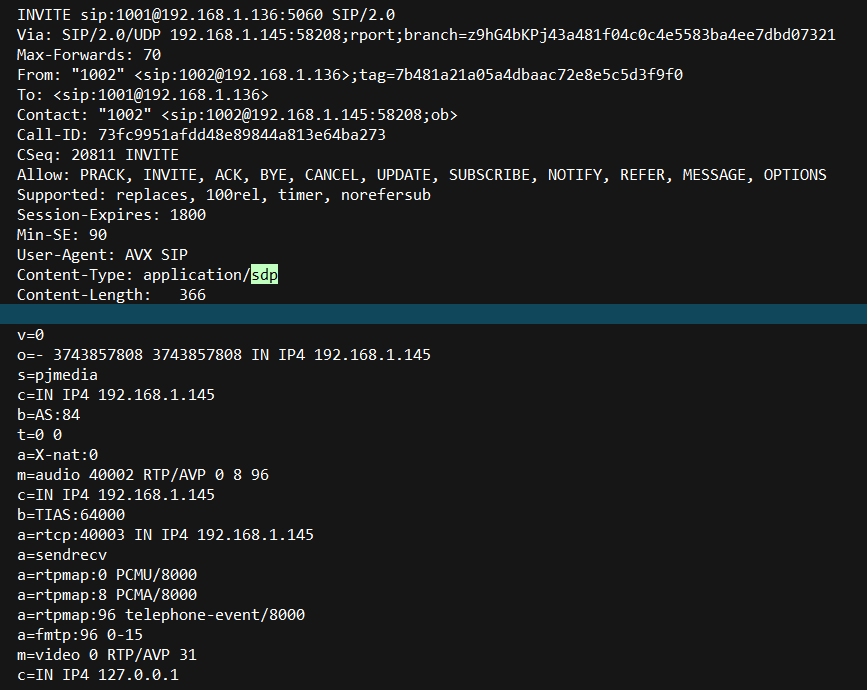 INVITE sip:1001@192.168.1.136:5060 SIP/2.0
Via: SIP/2.0/UDP 192.168.1.145:58208;rport;branch=z9hG4bKPj43a481f04c0c4e5583ba4ee7dbd07321
Max-Forwards: 70
From: "1002" <sip:1002@192.168.1.136>;tag=7b481a21a05a4dbaac72e8e5c5d3f9f0
To: <sip:1001@192.168.1.136>
Contact: "1002" <sip:1002@192.168.1.145:58208;ob>
Call-ID: 73fc9951afdd48e89844a813e64ba273
CSeq: 20811 INVITE
Allow: PRACK, INVITE, ACK, BYE, CANCEL, UPDATE, SUBSCRIBE, NOTIFY, REFER, MESSAGE, OPTIONS
Supported: replaces, 100rel, timer, norefersub
Session-Expires: 1800
Min-SE: 90
User-Agent: AVX SIP
Content-Type: application/sdp
Content-Length:   366
v=0
o=- 3743857808 3743857808 IN IP4 192.168.1.145
s=pjmedia
c=IN IP4 192.168.1.145
b=AS:84
t=0 0
a=X-nat:0
m=audio 40002 RTP/AVP 0 8 96
c=IN IP4 192.168.1.145
b=TIAS:64000
a=rtcp:40003 IN IP4 192.168.1.145
a=sendrecv
a=rtpmap:0 PCMU/8000
a=rtpmap:8 PCMA/8000
a=rtpmap:96 telephone-event/8000
a=fmtp:96 0-15
m=video 0 RTP/AVP 31
c=IN IP4 127.0.0.1